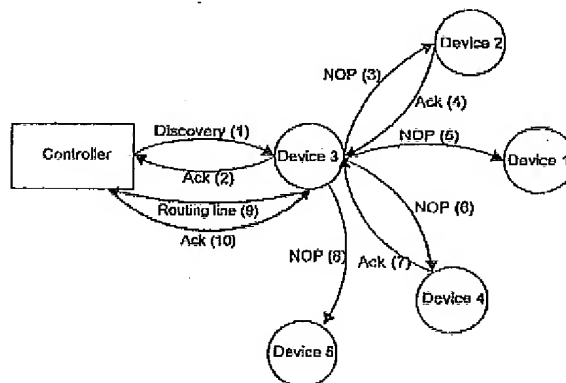 Device 2
NOP (3)
Ack (4)
Discovery (1)
NOP (5)
Controller
Device 3
Device 1
Ack (2)
Routing line (9)
NOP (6)
Ack (10)
NOP (8)
Ack (7)
Device 4
Device 5